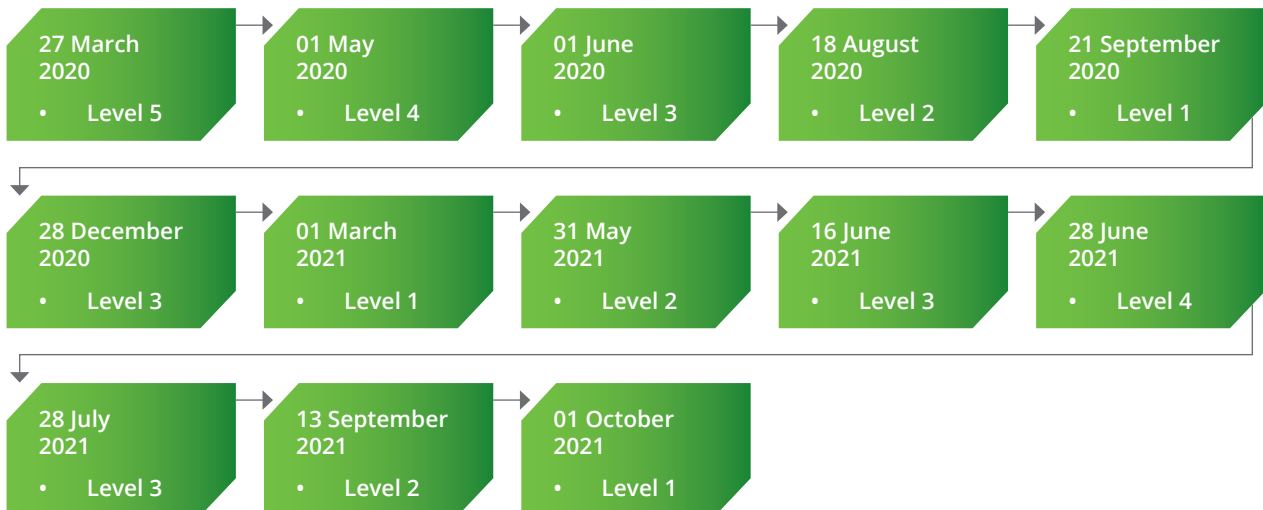 27 March
2020
• Level 5
01 May
2020
• Level 4
01 June
2020
• Level 3
18 August
2020
• Level 2
21 September
2020
• Level 1
28 December
2020
• Level 3
01 March
2021
• Level 1
31 May
2021
• Level 2
16 June
2021
• Level 3
28 June
2021
• Level 4
28 July
2021
• Level 3
13 September
2021
• Level 2
01 October
2021
• Level 1